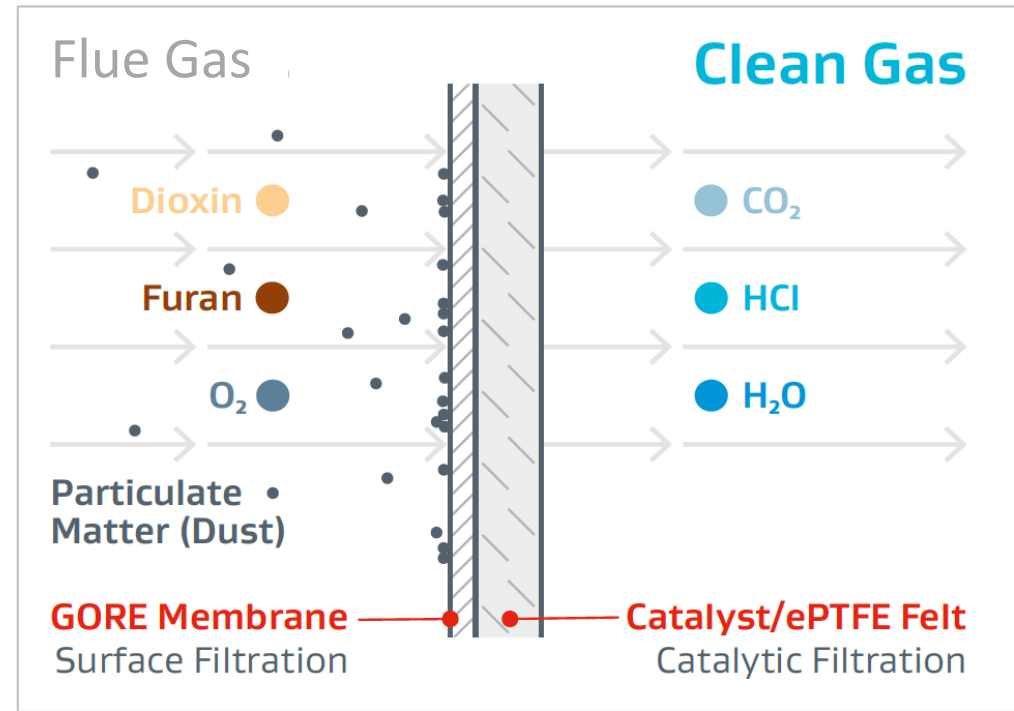 Flue Gas
Clean Gas
Dioxin
CO₂
Furan
HCl
O₂
H₂O
Particulate
Matter (Dust)
GORE Membrane
Surface Filtration
Catalyst/ePTFE Felt
Catalytic Filtration